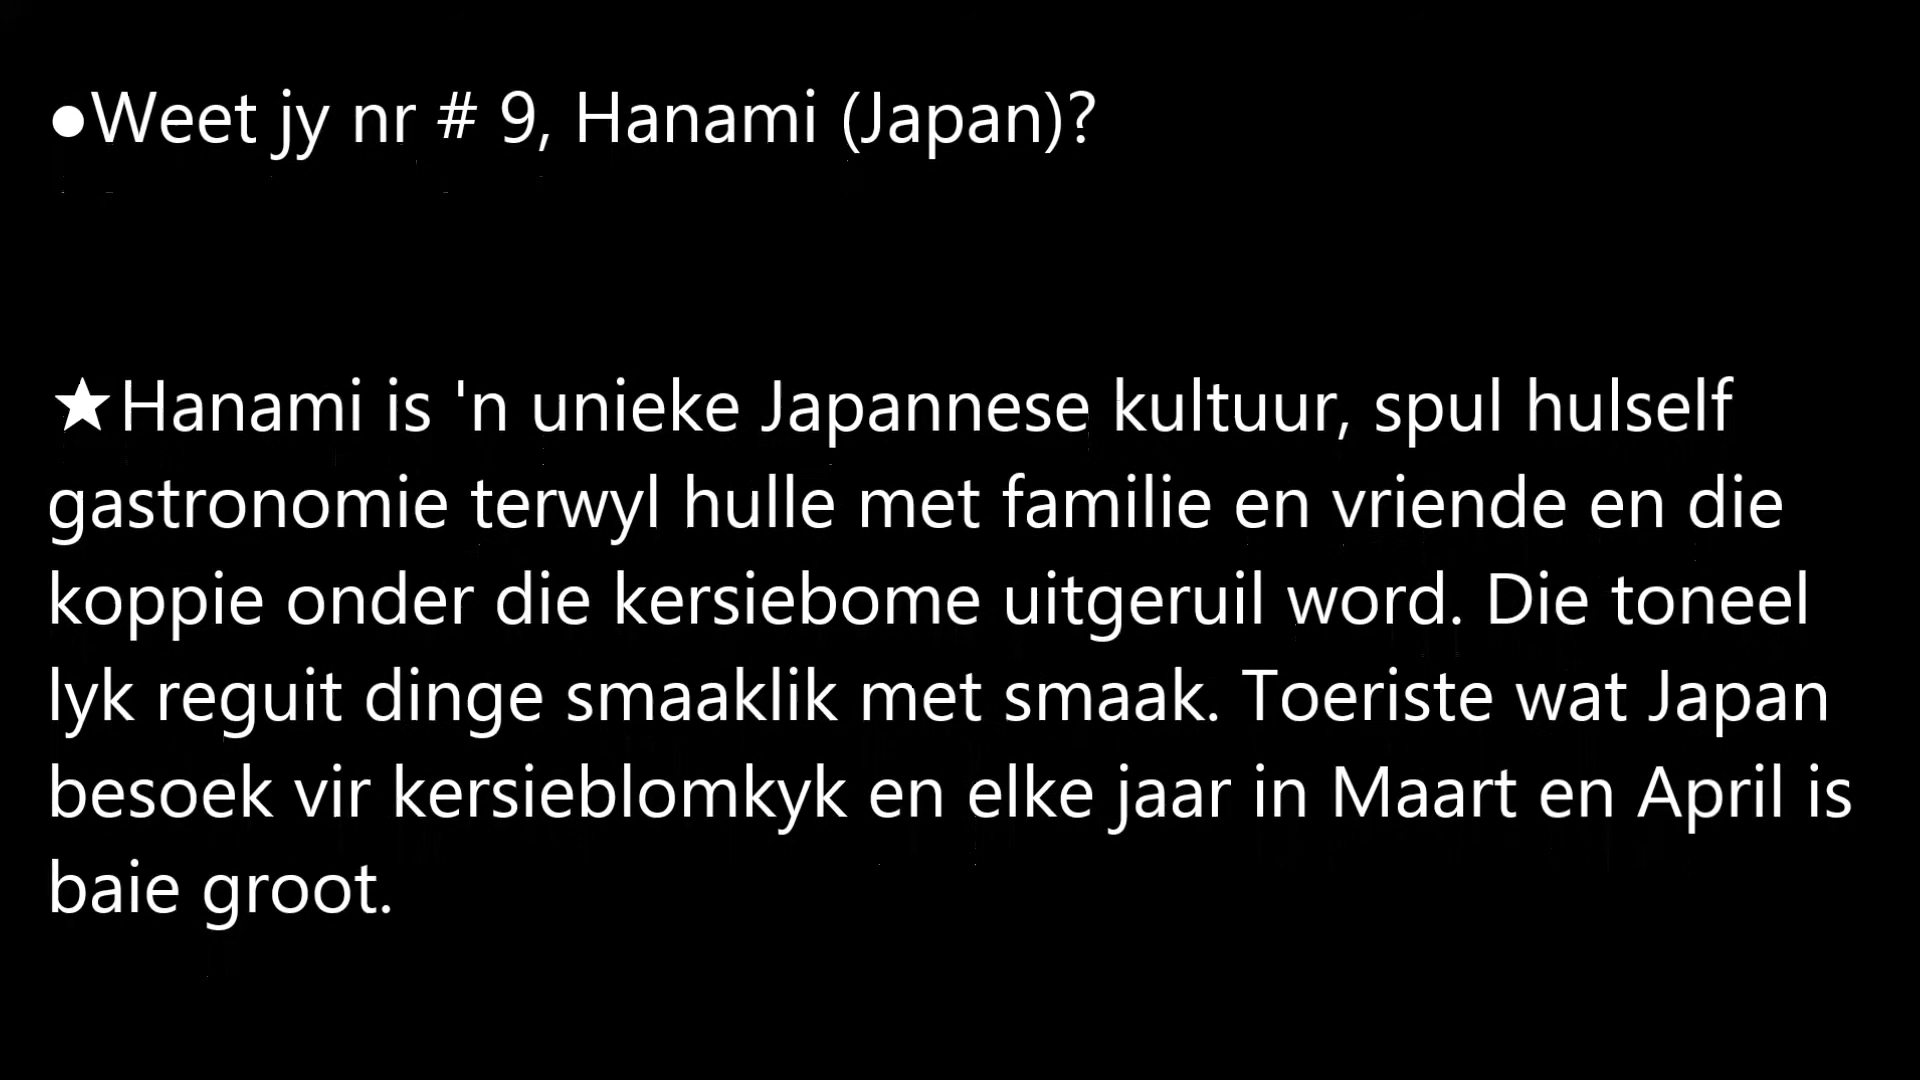 ●Weet jy nr # 9, Hanami (Japan)?
★Hanami is 'n unieke Japannese kultuur, spul hulself
gastronomie terwyl hulle met familie en vriende en die
koppie onder die kersiebome uitgeruil word. Die toneel
lyk reguit dinge smaaklik met smaak. Toeriste wat Japan
besoek vir kersieblomkyk en elke jaar in Maart en April is
baie groot.